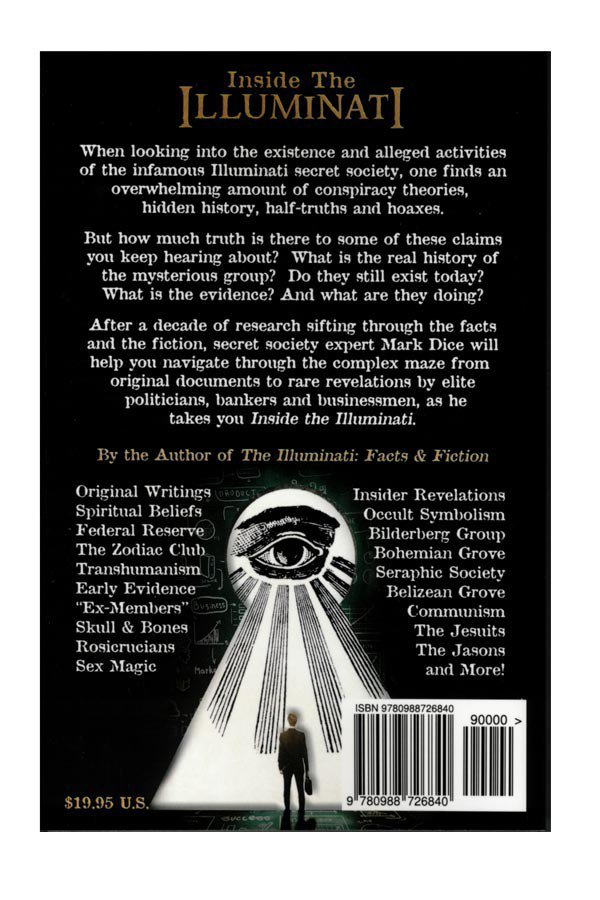 Inside The
ILLUMINATI
When looking into the existence and alleged activities
of the infamous Illuminati secret society, one finds an
overwhelming amount of conspiracy theories,
hidden history, half-truths and hoaxes.
But how much truth is there to some of these claims
you keep hearing about? What is the real history of
the mysterious group? Do they still exist today?
What is the evidence? And what are they doing?
After a decade of research sifting through the facts
and the fiction, secret society expert Mark Dice will
help you navigate through the complex maze from
original documents to rare revelations by elite
politicians, bankers and businessmen, as he
takes you Inside the Illuminati.
By the Author of The Illuminati: Facts & Fiction
Original Writings
Spiritual Beliefs
Federal Reserve
The Zodiac Club
Transhumanism
Early Evidence
"Ex-Members"
Skull & Bones
Rosicrucians
Sex Magic
PRODUCT
Business
Marke
Insider Revelations
Occult Symbolism
Bilderberg Group
Bohemian Grove
Seraphic Society
Belizean Grove
Communism
The Jesuits
The Jasons
and More!
ISBN 9780988726840
90000 >
9 780988 726840
$19.95 U.S.
SUCCESS